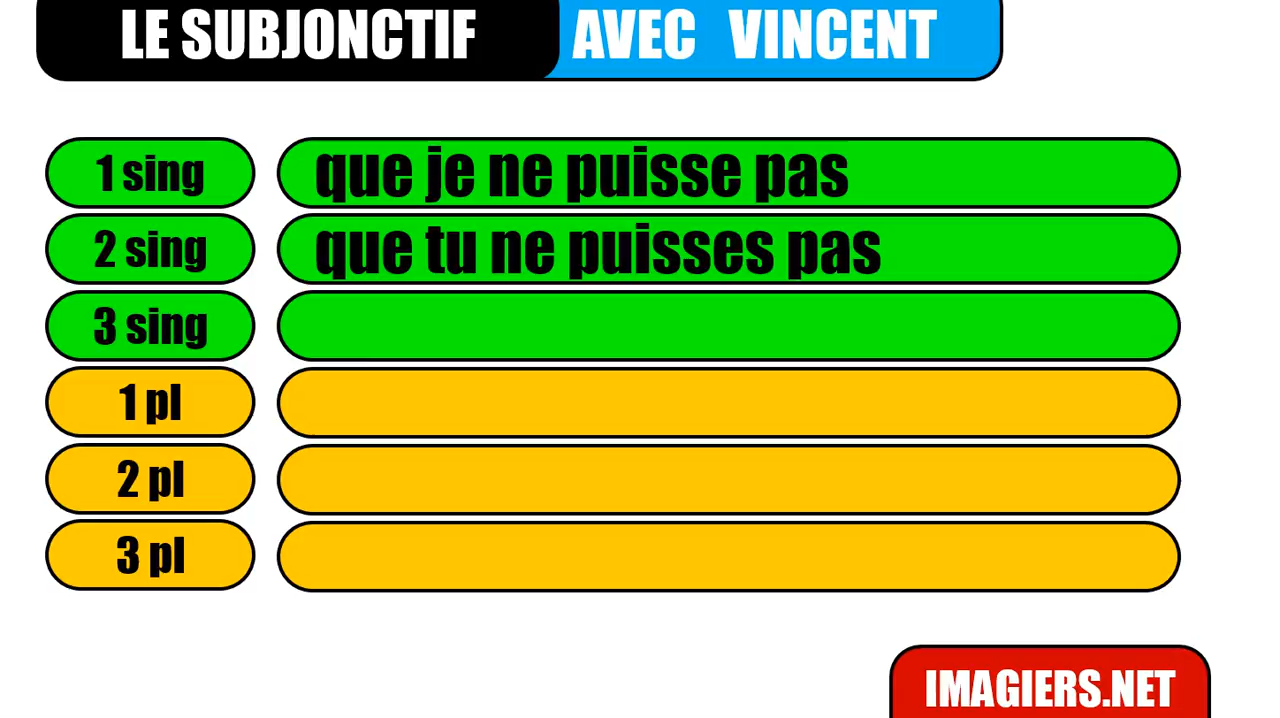 LE SUBJONCTIF AVEC VINCENT
1 sing que je ne puisse pas
2 sing que tu ne puisses pas
3 sing
1 pl
2 pl
3 pl
IMAGIERS.NET